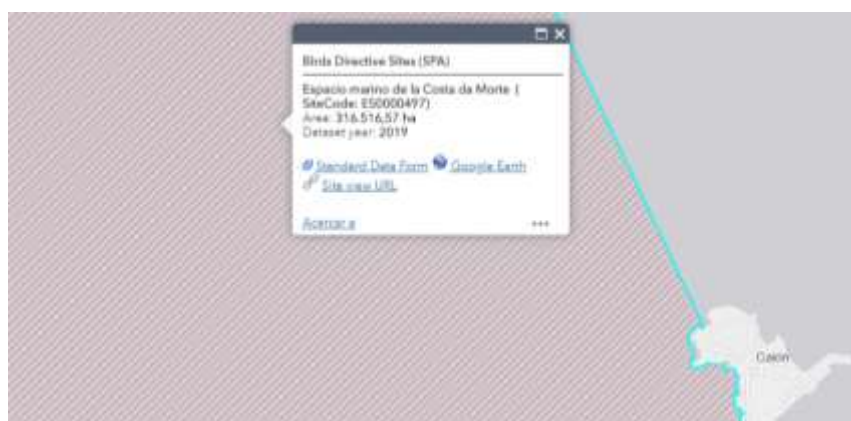 Birds Directive Sites (SPA)
Espacio marino de la Costa da Morte (
SiteCode: ES0000497)
Area: 316.516,57 ha
Dataset year: 2019
Standard Data Form Google Earth
Site view URL
Acercar a
Caión